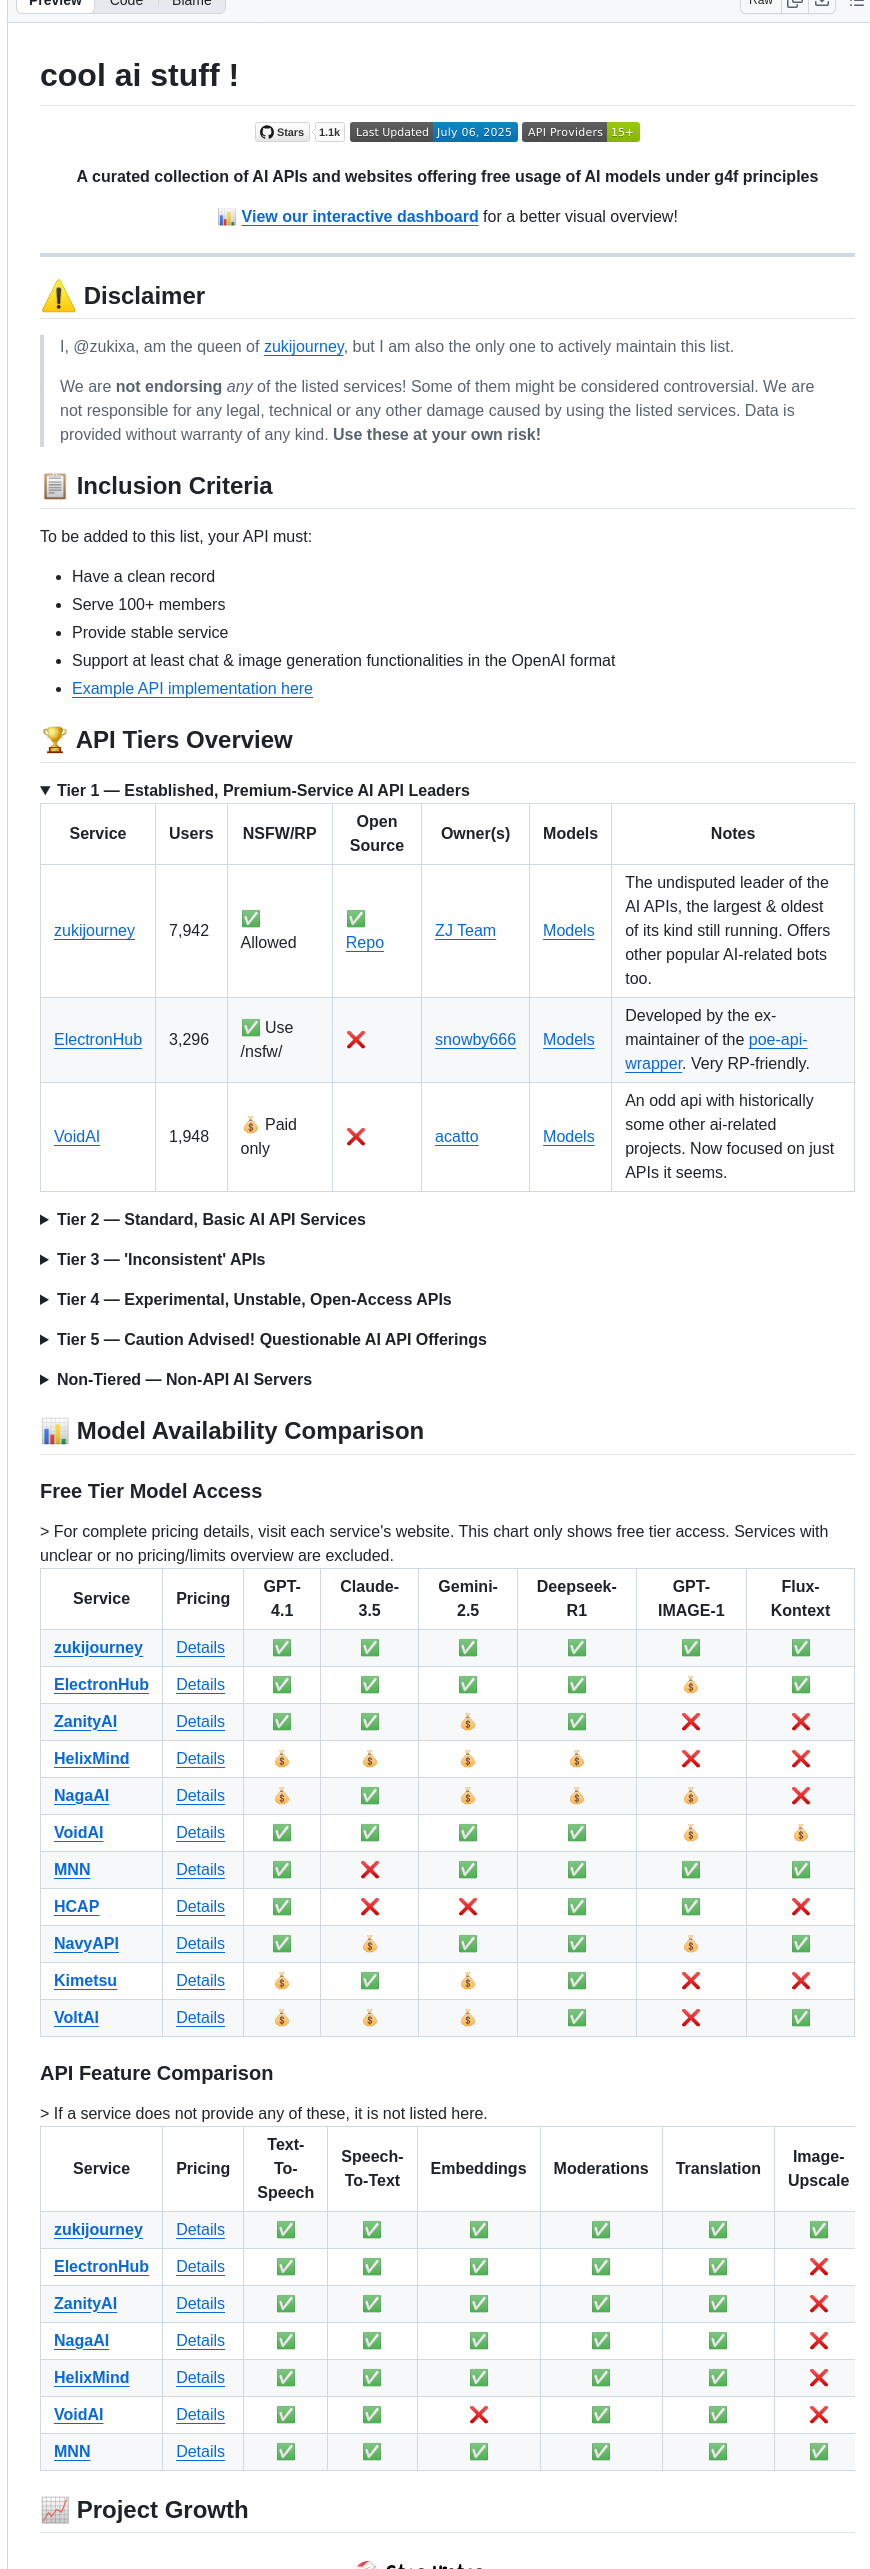 Preview Code Blame Raw
cool ai stuff !
Stars 1.1k Last Updated July 06, 2025 API Providers 15+
A curated collection of AI APIs and websites offering free usage of AI models under g4f principles
📊 View our interactive dashboard for a better visual overview!
⚠️ Disclaimer
I, @zukixa, am the queen of zukijourney, but I am also the only one to actively maintain this list.
We are not endorsing any of the listed services! Some of them might be considered controversial. We are
not responsible for any legal, technical or any other damage caused by using the listed services. Data is
provided without warranty of any kind. Use these at your own risk!
📋 Inclusion Criteria
To be added to this list, your API must:
• Have a clean record
• Serve 100+ members
• Provide stable service
• Support at least chat & image generation functionalities in the OpenAI format
• Example API implementation here
🏆 API Tiers Overview
▼ Tier 1 — Established, Premium-Service AI API Leaders
Service Users NSFW/RP Open Source Owner(s) Models Notes
zukijourney 7,942 ✅ Allowed ✅ Repo ZJ Team Models The undisputed leader of the
AI APIs, the largest & oldest
of its kind still running. Offers
other popular AI-related bots
too.
ElectronHub 3,296 ✅ Use /nsfw/ ❌ snowby666 Models Developed by the ex-
maintainer of the poe-api-
wrapper. Very RP-friendly.
VoidAI 1,948 💰 Paid only ❌ acatto Models An odd api with historically
some other ai-related
projects. Now focused on just
APIs it seems.
▶ Tier 2 — Standard, Basic AI API Services
▶ Tier 3 — 'Inconsistent' APIs
▶ Tier 4 — Experimental, Unstable, Open-Access APIs
▶ Tier 5 — Caution Advised! Questionable AI API Offerings
▶ Non-Tiered — Non-API AI Servers
📊 Model Availability Comparison
Free Tier Model Access
> For complete pricing details, visit each service's website. This chart only shows free tier access. Services with
unclear or no pricing/limits overview are excluded.
Service Pricing GPT-4.1 Claude-3.5 Gemini-2.5 Deepseek-R1 GPT-IMAGE-1 Flux-Kontext
zukijourney Details ✅ ✅ ✅ ✅ ✅ ✅
ElectronHub Details ✅ ✅ ✅ ✅ 💰 ✅
ZanityAI Details ✅ ✅ 💰 ✅ ❌ ❌
HelixMind Details 💰 💰 💰 💰 ❌ ❌
NagaAI Details 💰 ✅ 💰 💰 💰 ❌
VoidAI Details ✅ ✅ ✅ ✅ 💰 💰
MNN Details ✅ ❌ ✅ ✅ ✅ ✅
HCAP Details ✅ ❌ ❌ ✅ ✅ ❌
NavyAPI Details ✅ 💰 ✅ ✅ 💰 ✅
Kimetsu Details 💰 ✅ 💰 ✅ ❌ ❌
VoltAI Details 💰 💰 💰 ✅ ❌ ✅
API Feature Comparison
> If a service does not provide any of these, it is not listed here.
Service Pricing Text-To-Speech Speech-To-Text Embeddings Moderations Translation Image-Upscale
zukijourney Details ✅ ✅ ✅ ✅ ✅ ✅
ElectronHub Details ✅ ✅ ✅ ✅ ✅ ❌
ZanityAI Details ✅ ✅ ✅ ✅ ✅ ❌
NagaAI Details ✅ ✅ ✅ ✅ ✅ ❌
HelixMind Details ✅ ✅ ✅ ✅ ✅ ❌
VoidAI Details ✅ ✅ ❌ ✅ ✅ ❌
MNN Details ✅ ✅ ✅ ✅ ✅ ✅
📈 Project Growth